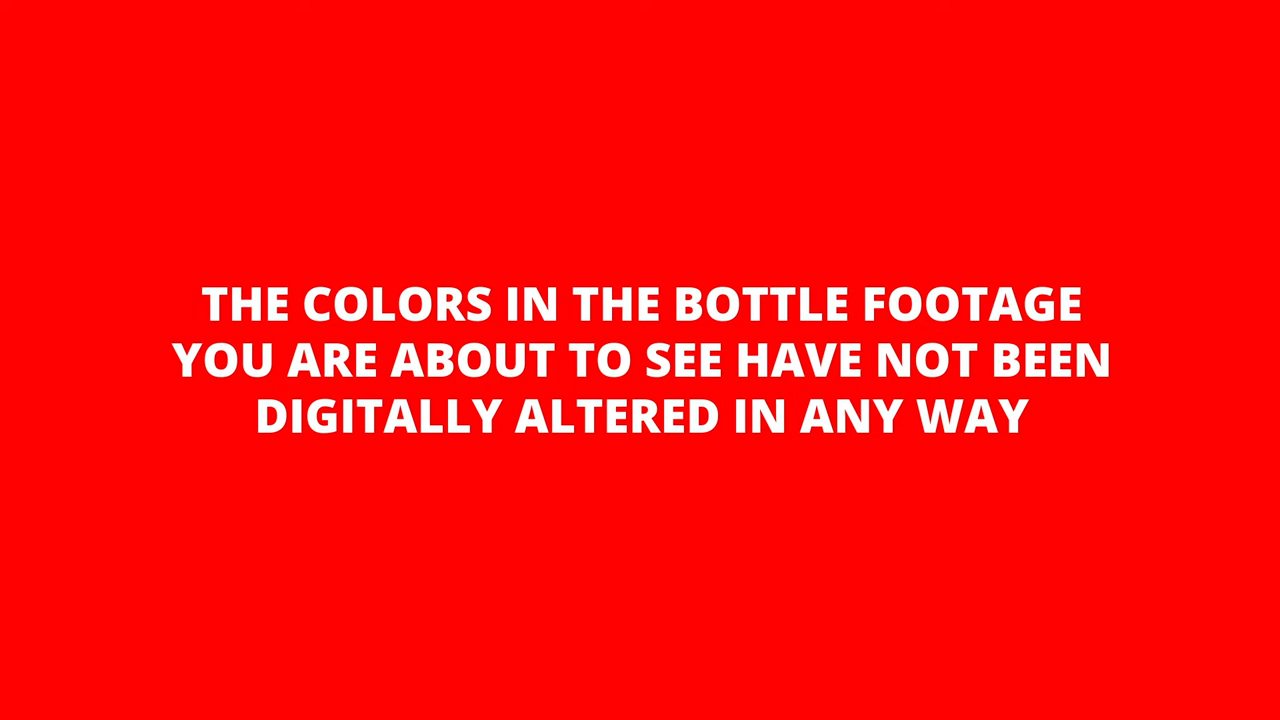 THE COLORS IN THE BOTTLE FOOTAGE
YOU ARE ABOUT TO SEE HAVE NOT BEEN
DIGITALLY ALTERED IN ANY WAY